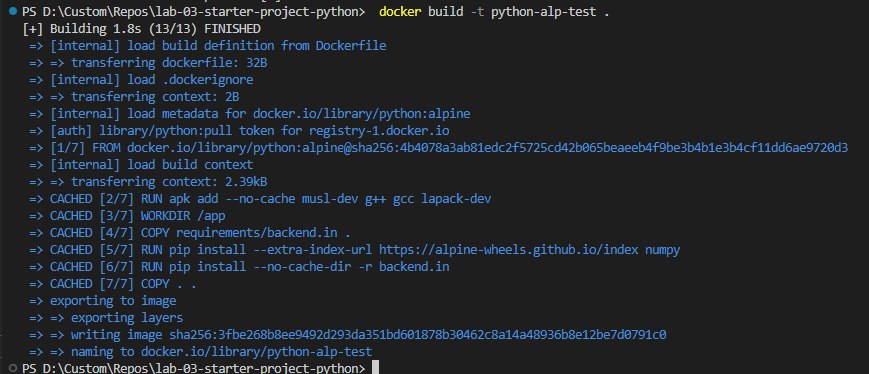 PS D:\Custom\Repos\lab-03-starter-project-python> docker build -t python-alp-test .
[+] Building 1.8s (13/13) FINISHED
=> [internal] load build definition from Dockerfile
=> => transferring dockerfile: 32B
=> [internal] load .dockerignore
=> => transferring context: 2B
=> [internal] load metadata for docker.io/library/python:alpine
=> [auth] library/python:pull token for registry-1.docker.io
=> [1/7] FROM docker.io/library/python:alpine@sha256:4b4078a3ab81edc2f5725cd42b065beaeeb4f9be3b4b1e3b4cf11dd6ae9720d3
=> [internal] load build context
=> => transferring context: 2.39kB
=> CACHED [2/7] RUN apk add --no-cache musl-dev g++ gcc lapack-dev
=> CACHED [3/7] WORKDIR /app
=> CACHED [4/7] COPY requirements/backend.in .
=> CACHED [5/7] RUN pip install --extra-index-url https://alpine-wheels.github.io/index numpy
=> CACHED [6/7] RUN pip install --no-cache-dir -r backend.in
=> CACHED [7/7] COPY . .
=> exporting to image
=> => exporting layers
=> => writing image sha256:3fbe268b8ee9492d293da351bd601878b30462c8a14a48936b8e12be7d0791c0
=> => naming to docker.io/library/python-alp-test
PS D:\Custom\Repos\lab-03-starter-project-python>